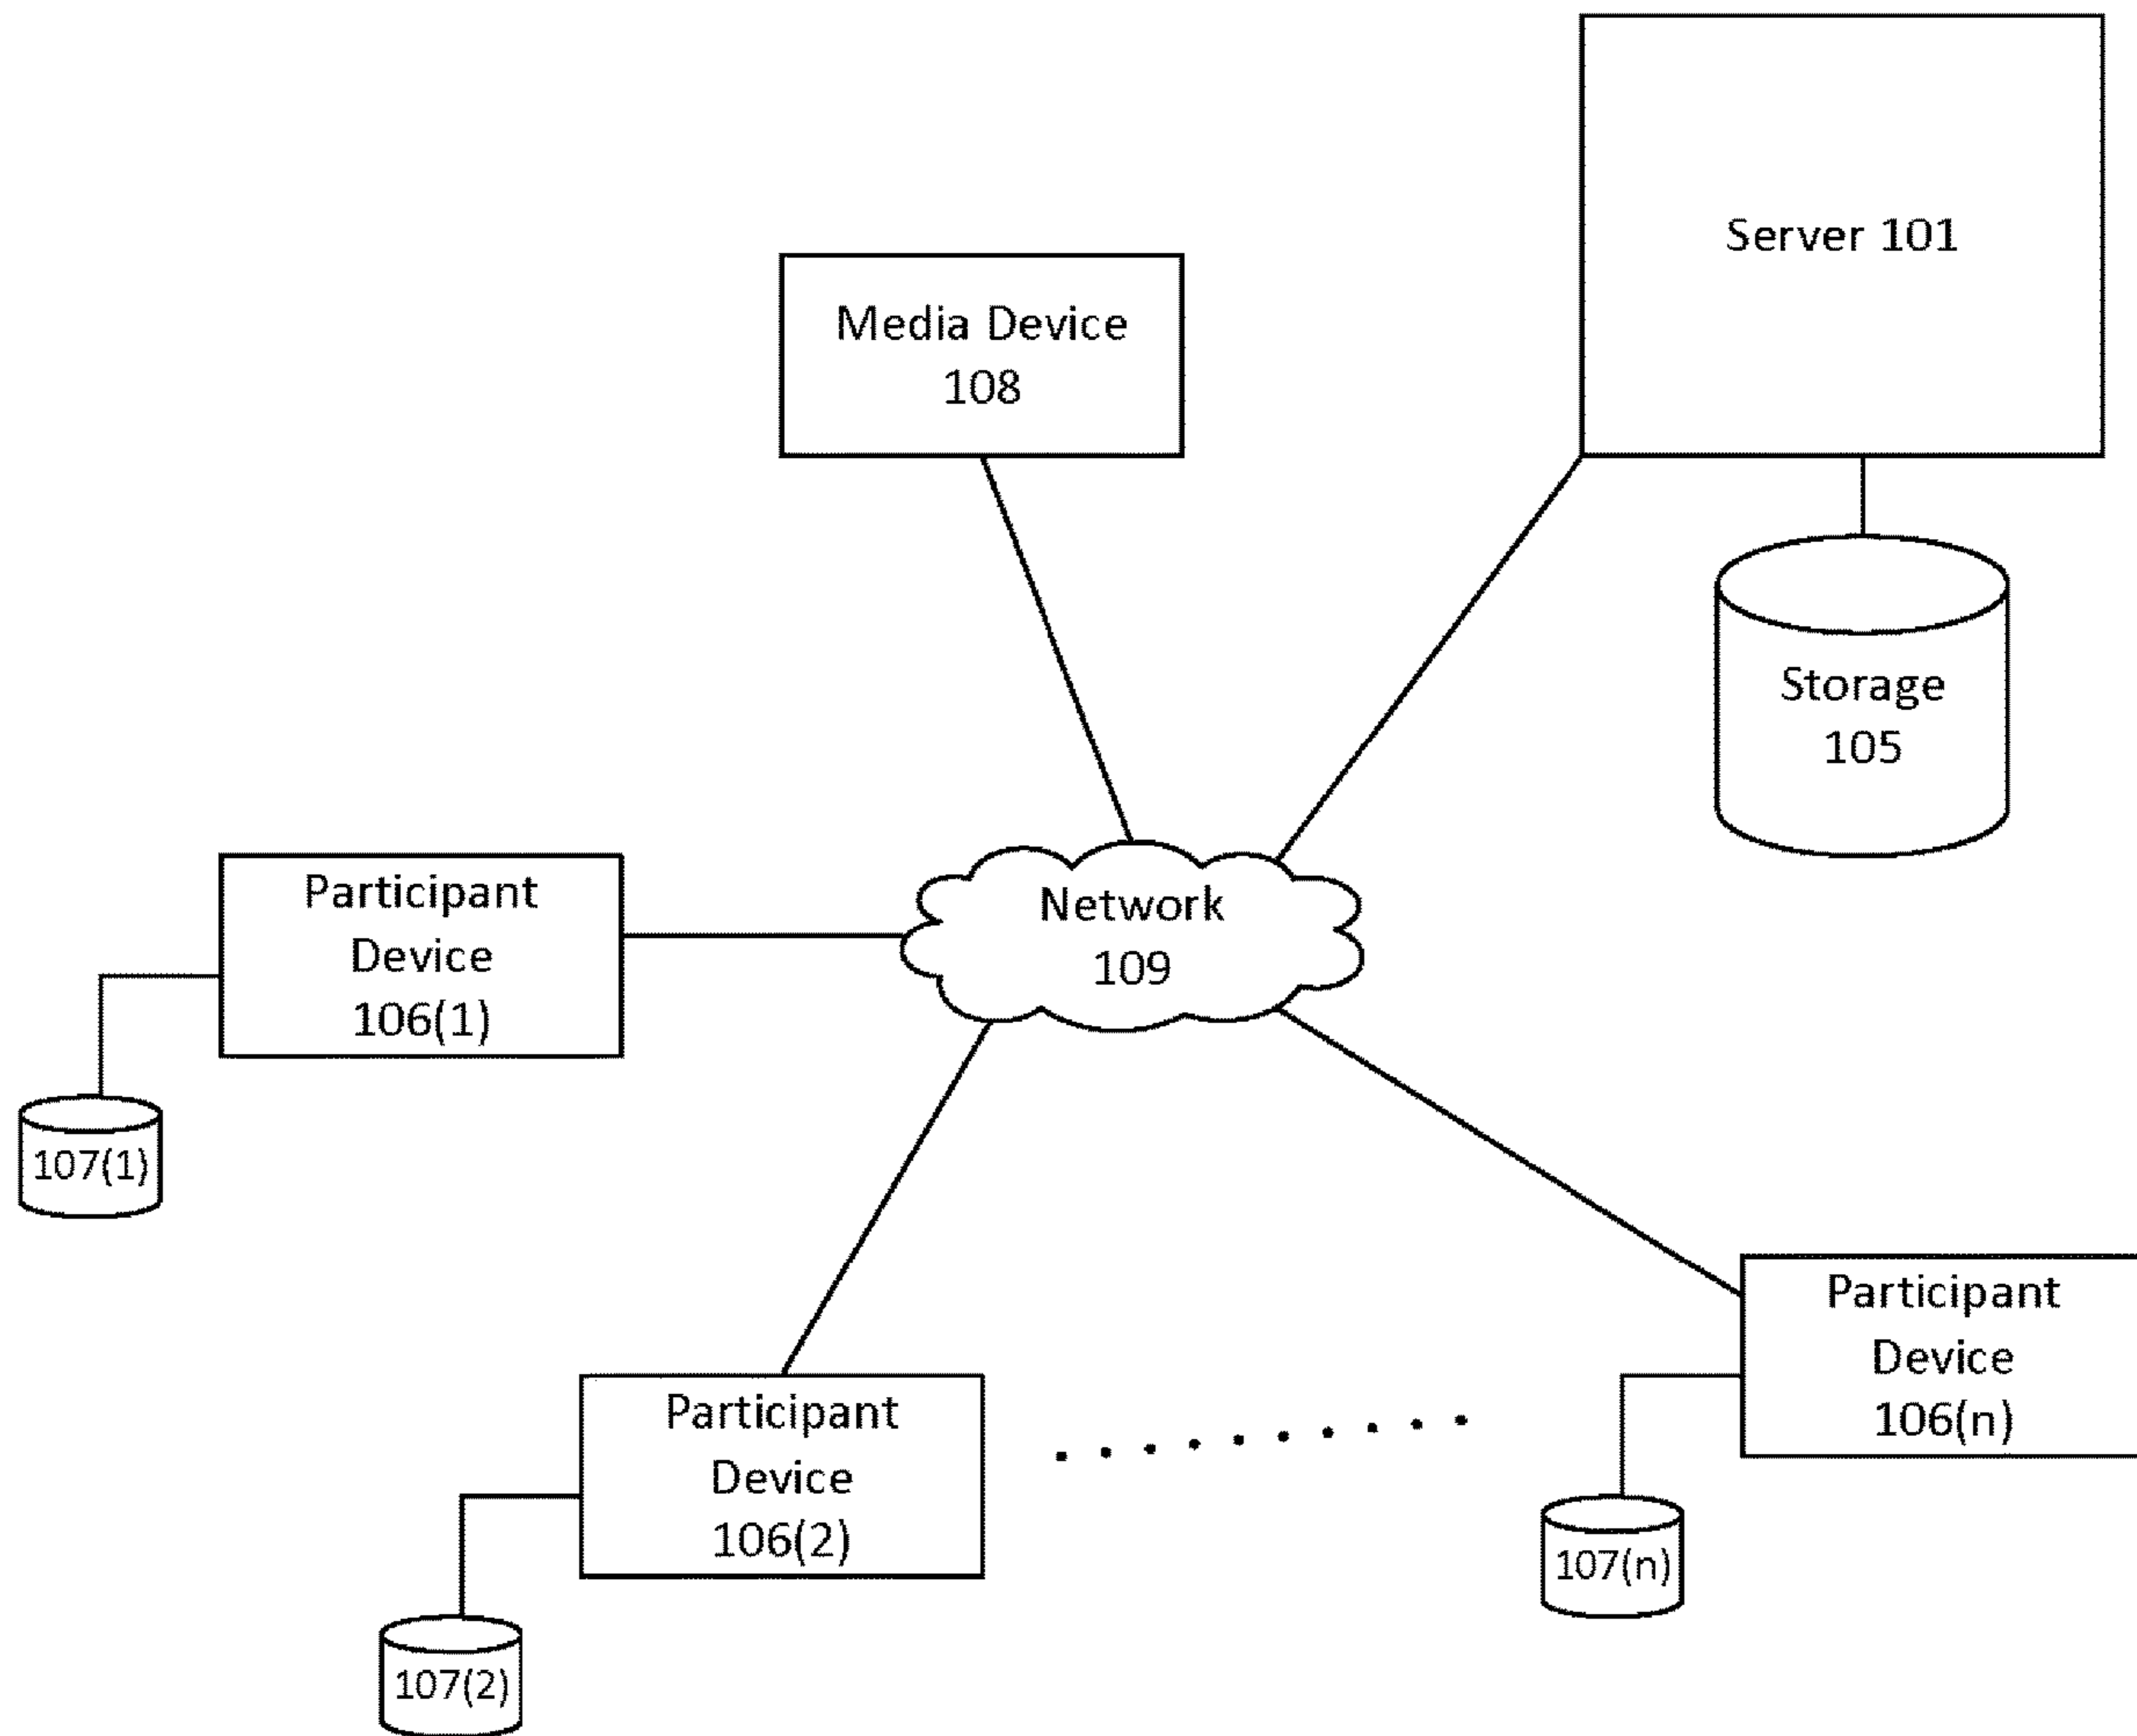 Server 101
Media Device
108
Storage
105
Network
109
Participant
Device
106(1)
107(1)
Participant
Device
106(n)
Participant
Device
106(2)
107(n)
107(2)